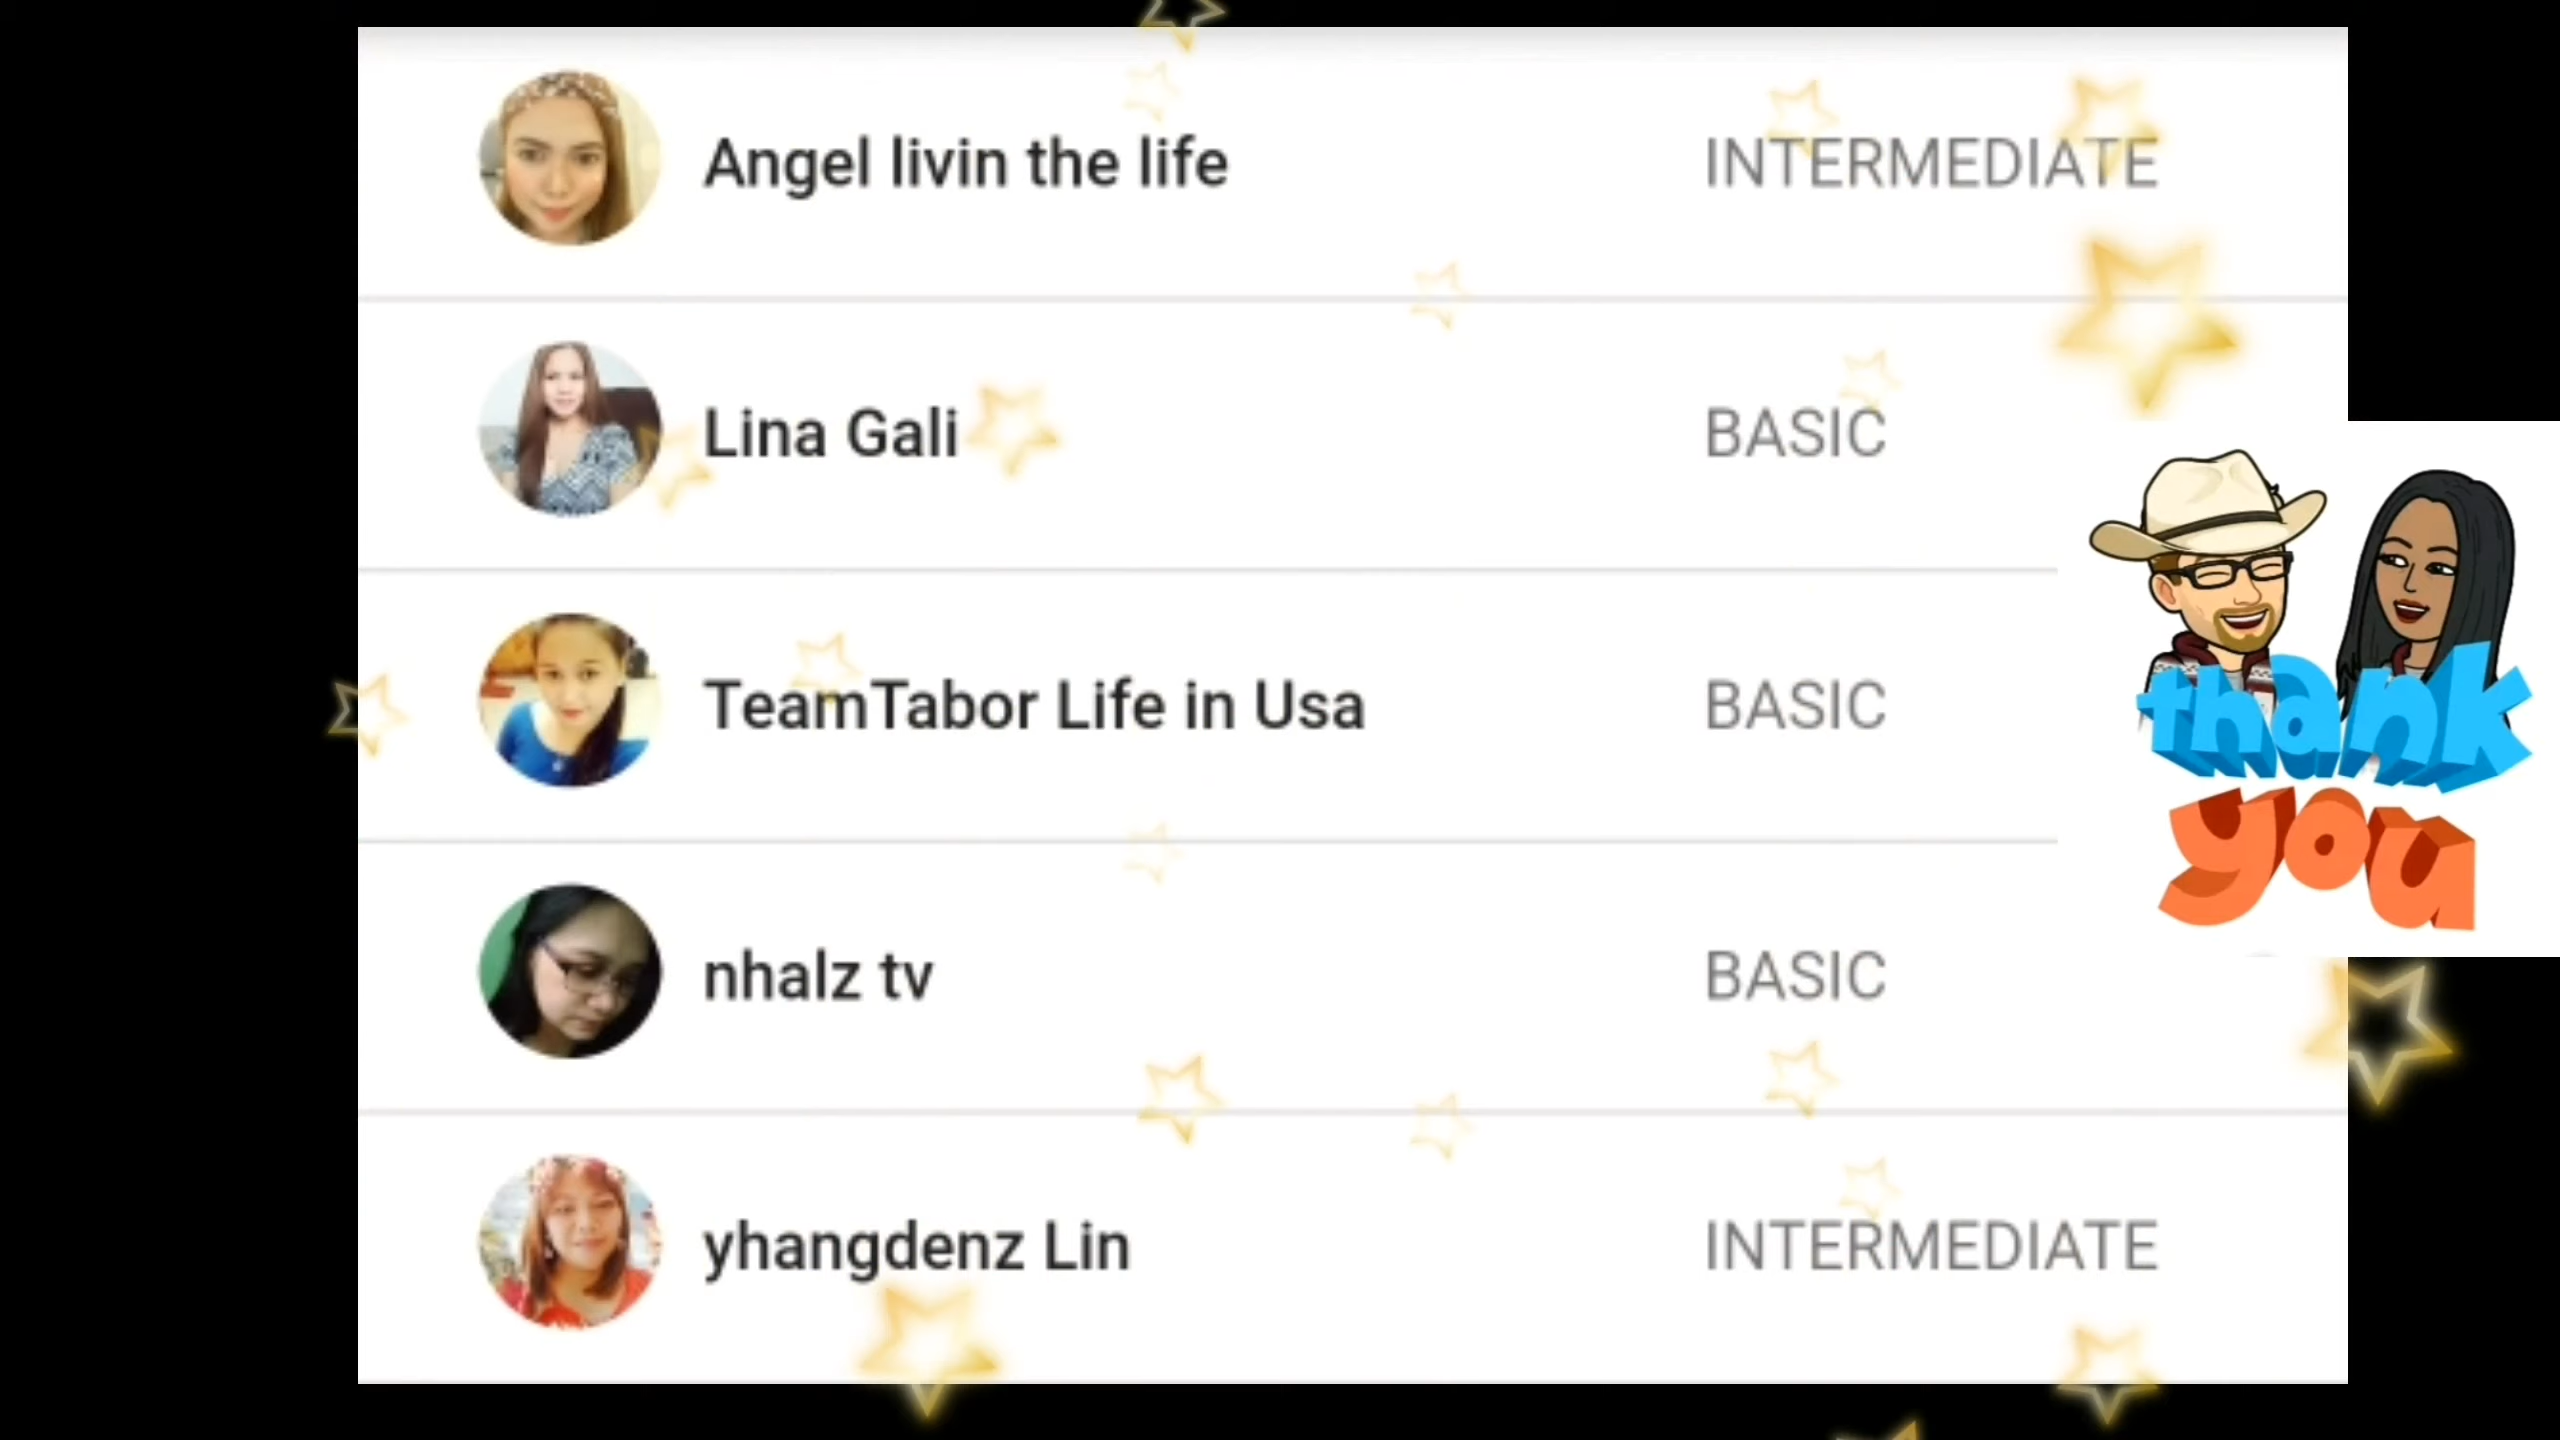 Angel livin the life INTERMEDIATE
Lina Gali BASIC
TeamTabor Life in Usa BASIC
nhalz tv BASIC
yhangdenz Lin INTERMEDIATE
thank
you